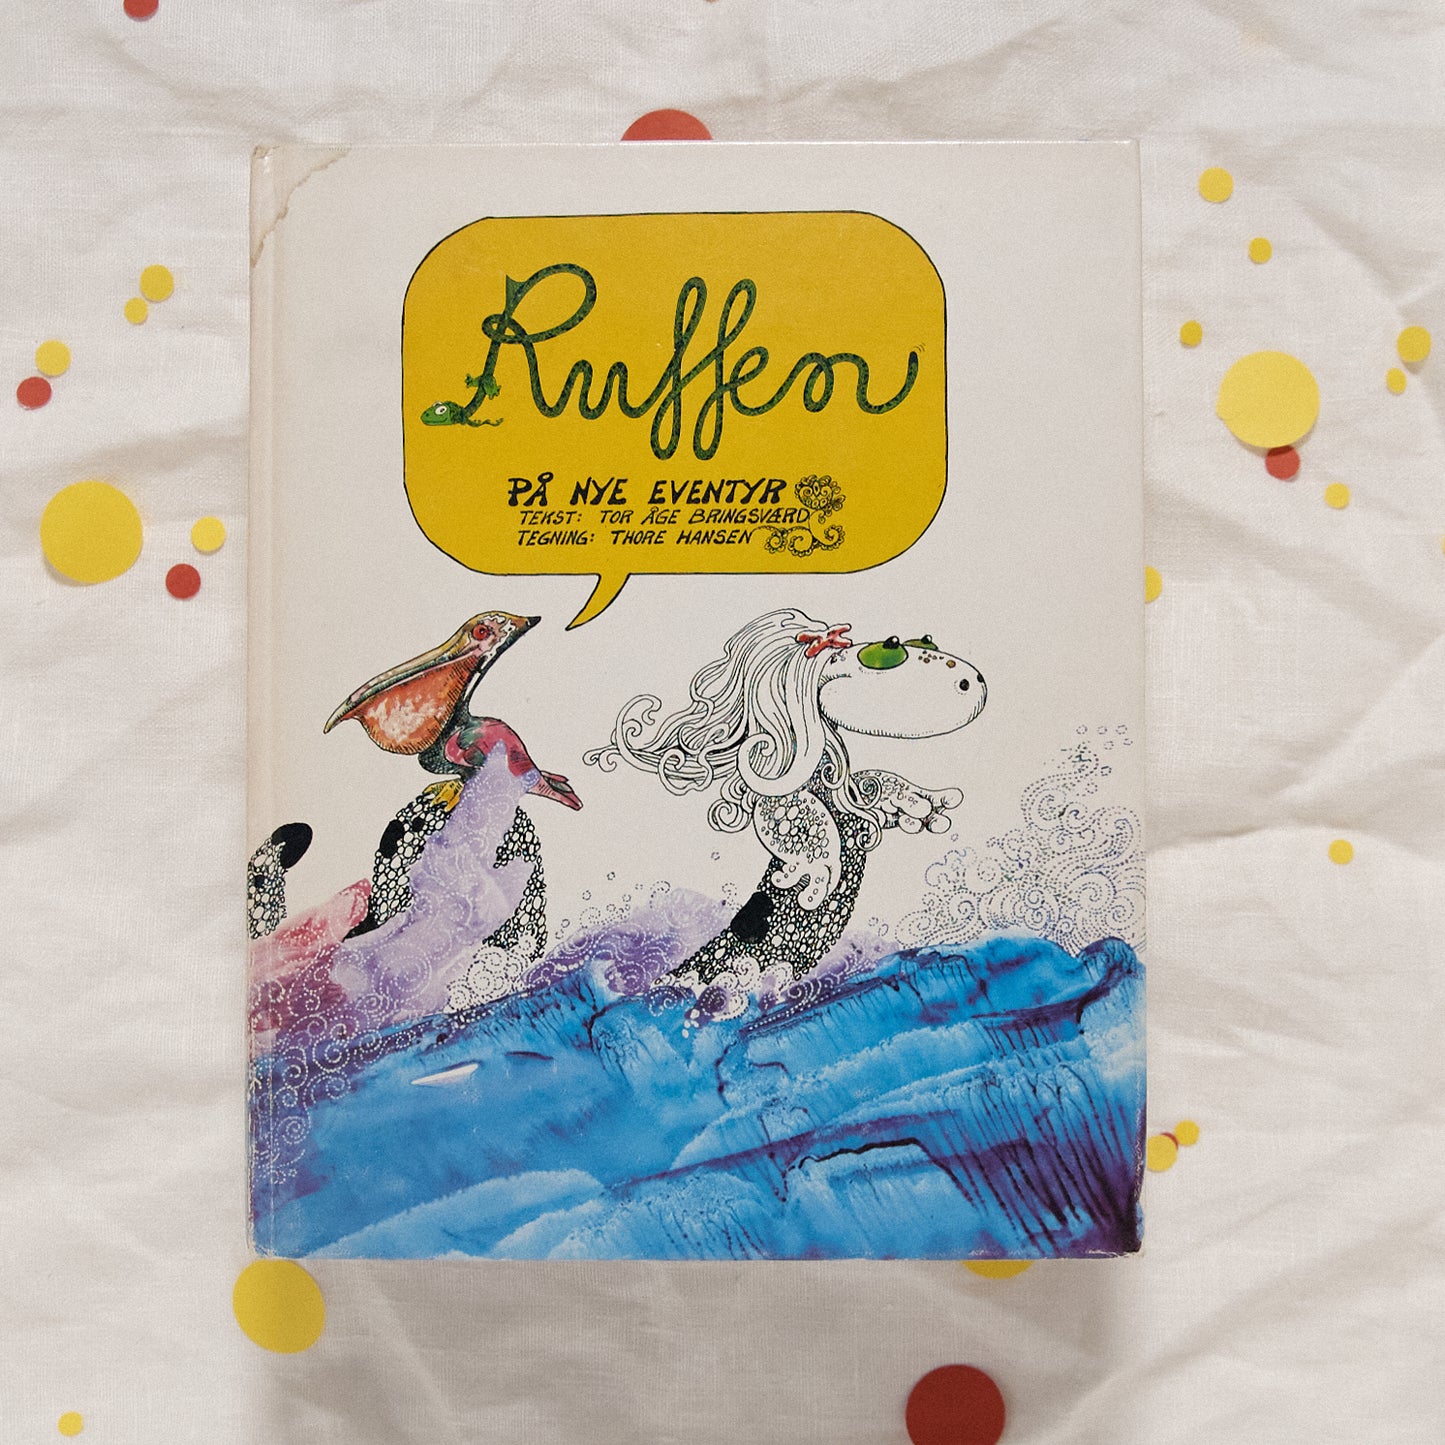 Ruffen
PÅ NYE EVENTYR
TEKST: TOR ÅGE BRINGSVÆRD
TEGNING: THORE HANSEN